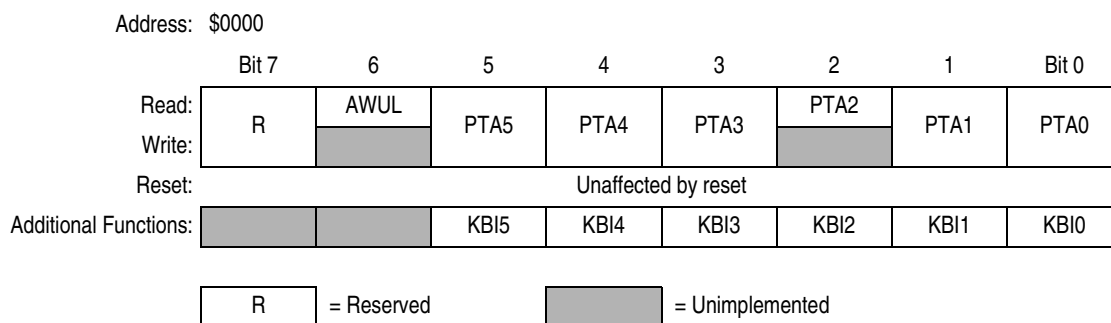 Address: $0000
Bit 7 6 5 4 3 2 1 Bit 0
Read: R AWUL PTA5 PTA4 PTA3 PTA2 PTA1 PTA0
Write:
Reset: Unaffected by reset
Additional Functions: KBI5 KBI4 KBI3 KBI2 KBI1 KBI0
R = Reserved = Unimplemented